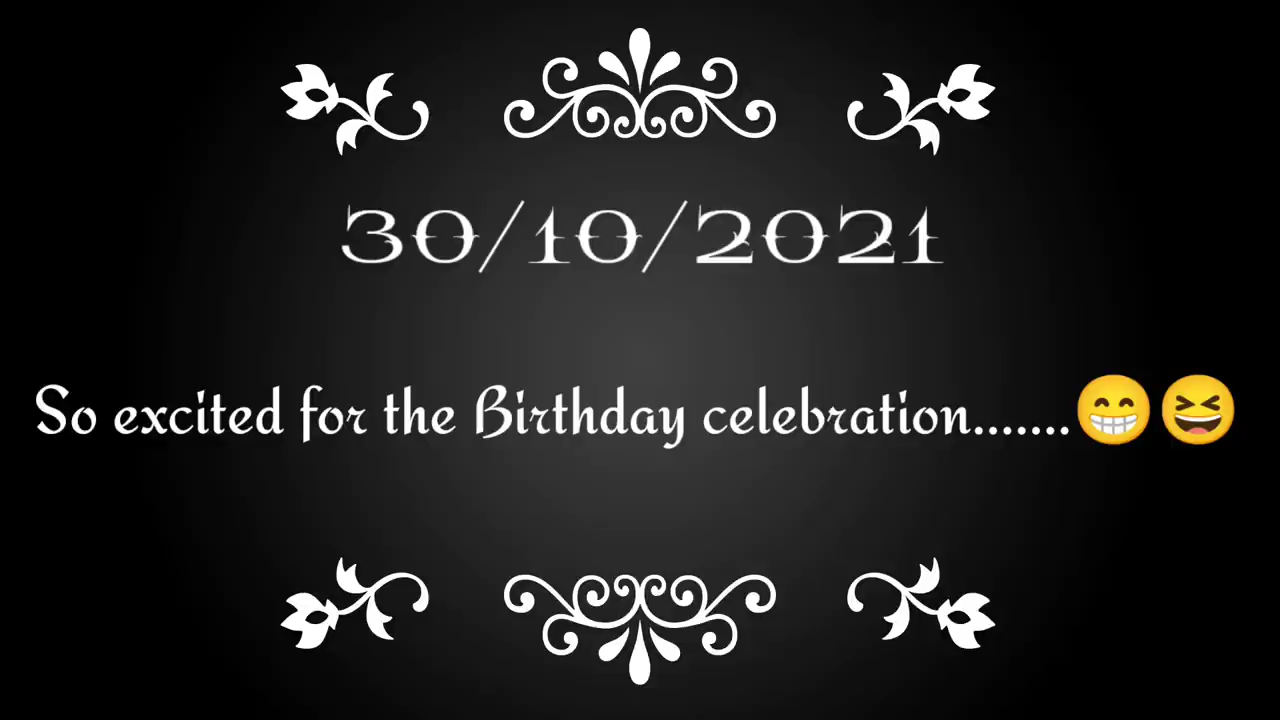 30/10/2021
So excited for the Birthday celebration.......😁😆